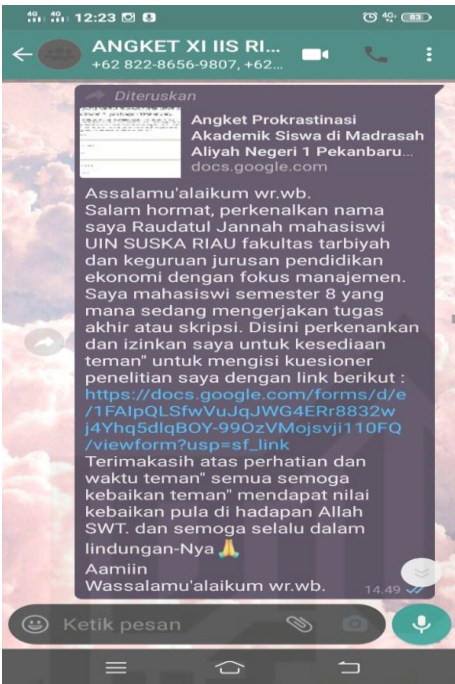 4G 4G 12:23 4G 83
ANGKET XI IIS RI...
+62 822-8656-9807, +62...
Diteruskan
Angket Prokrastinasi
Akademik Siswa di Madrasah
Aliyah Negeri 1 Pekanbaru...
docs.google.com
Assalamu'alaikum wr.wb.
Salam hormat, perkenalkan nama
saya Raudatul Jannah mahasiswi
UIN SUSKA RIAU fakultas tarbiyah
dan keguruan jurusan pendidikan
ekonomi dengan fokus manajemen.
Saya mahasiswi semester 8 yang
mana sedang mengerjakan tugas
akhir atau skripsi. Disini perkenankan
dan izinkan saya untuk kesediaan
teman" untuk mengisi kuesioner
penelitian saya dengan link berikut :
https://docs.google.com/forms/d/e
/1FAIpQLSfwVuJqJWG4ERr8832w
j4Yhq5dlqBOY-99OzVMojsvji110FQ
/viewform?usp=sf_link
Terimakasih atas perhatian dan
waktu teman" semua semoga
kebaikan teman" mendapat nilai
kebaikan pula di hadapan Allah
SWT. dan semoga selalu dalam
lindungan-Nya 🙏
Aamiin
Wassalamu'alaikum wr.wb.
14.49
Ketik pesan